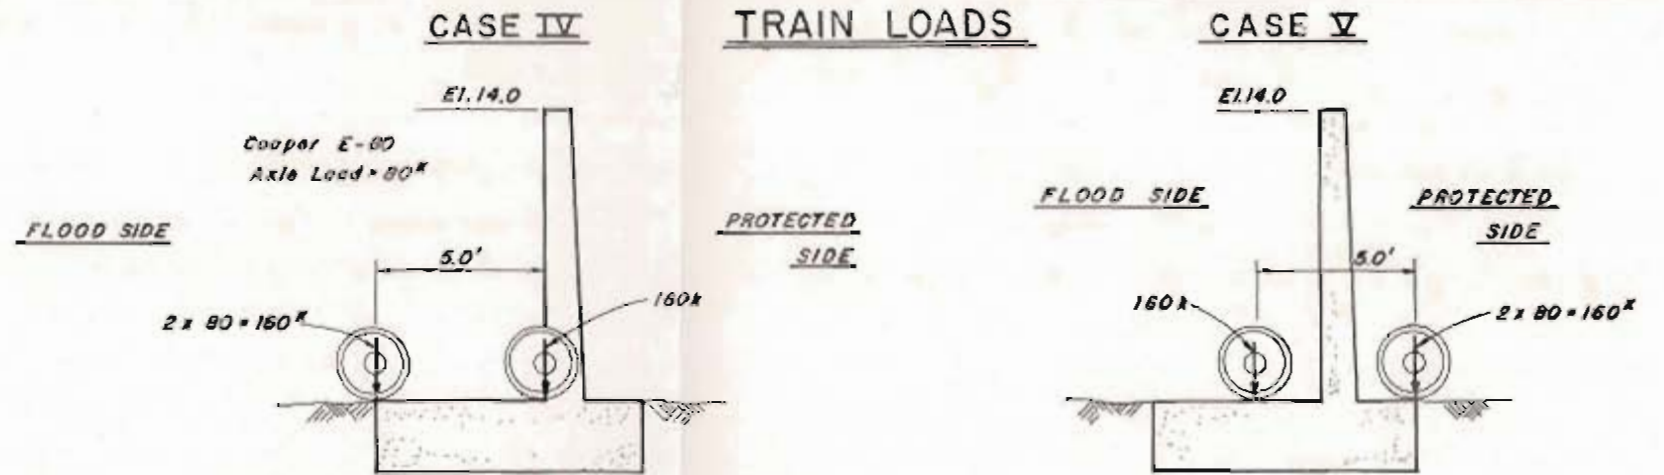 CASE IV
TRAIN LOADS
CASE V
El. 14.0
El. 14.0
Cooper E-80
Axle Load = 80k
FLOOD SIDE
PROTECTED
SIDE
FLOOD SIDE
PROTECTED
SIDE
5.0'
5.0'
2 x 80 = 160k
160k
160k
2 x 80 = 160k